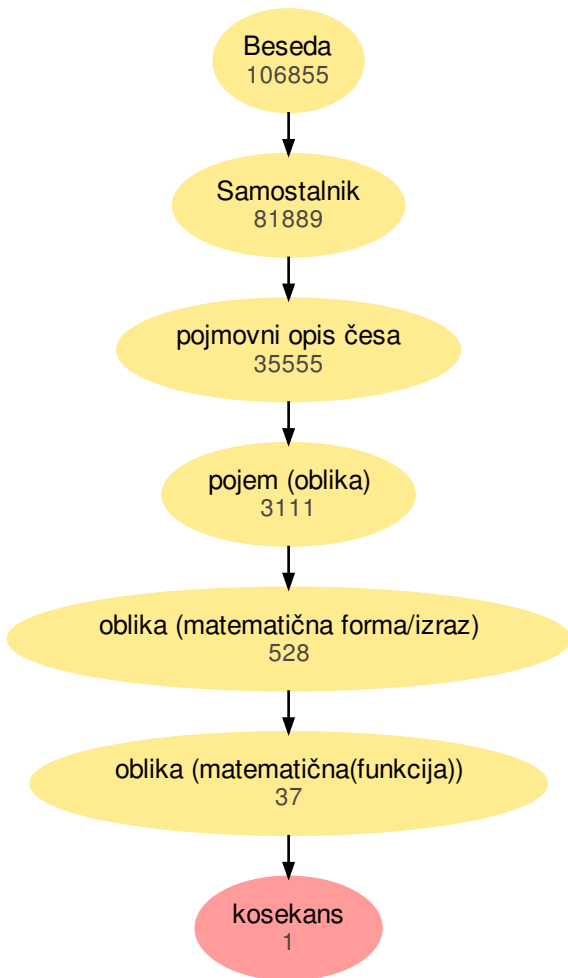 Beseda
106855
Samostalnik
81889
pojmovni opis česa
35555
pojem (oblika)
3111
oblika (matematična forma/izraz)
528
oblika (matematična(funkcija))
37
kosekans
1